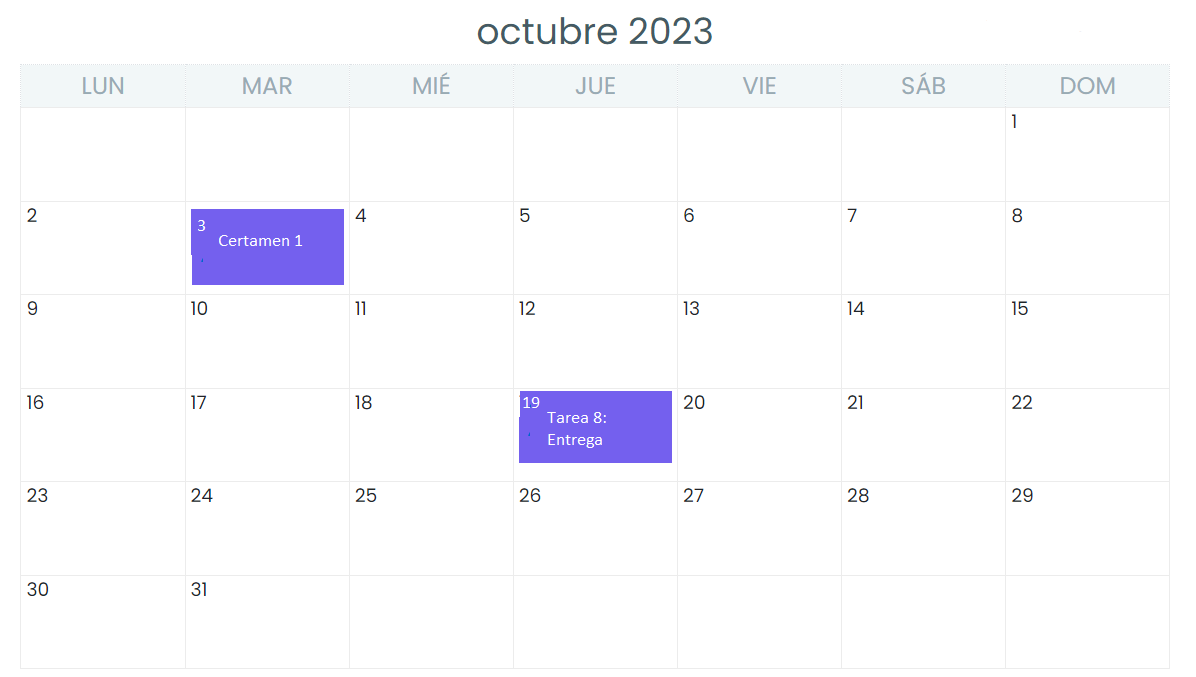 octubre 2023
LUN MAR MIÉ JUE VIE SÁB DOM
1
2 3 4 5 6 7 8
Certamen 1
9 10 11 12 13 14 15
16 17 18 19 20 21 22
Tarea 8:
Entrega
23 24 25 26 27 28 29
30 31